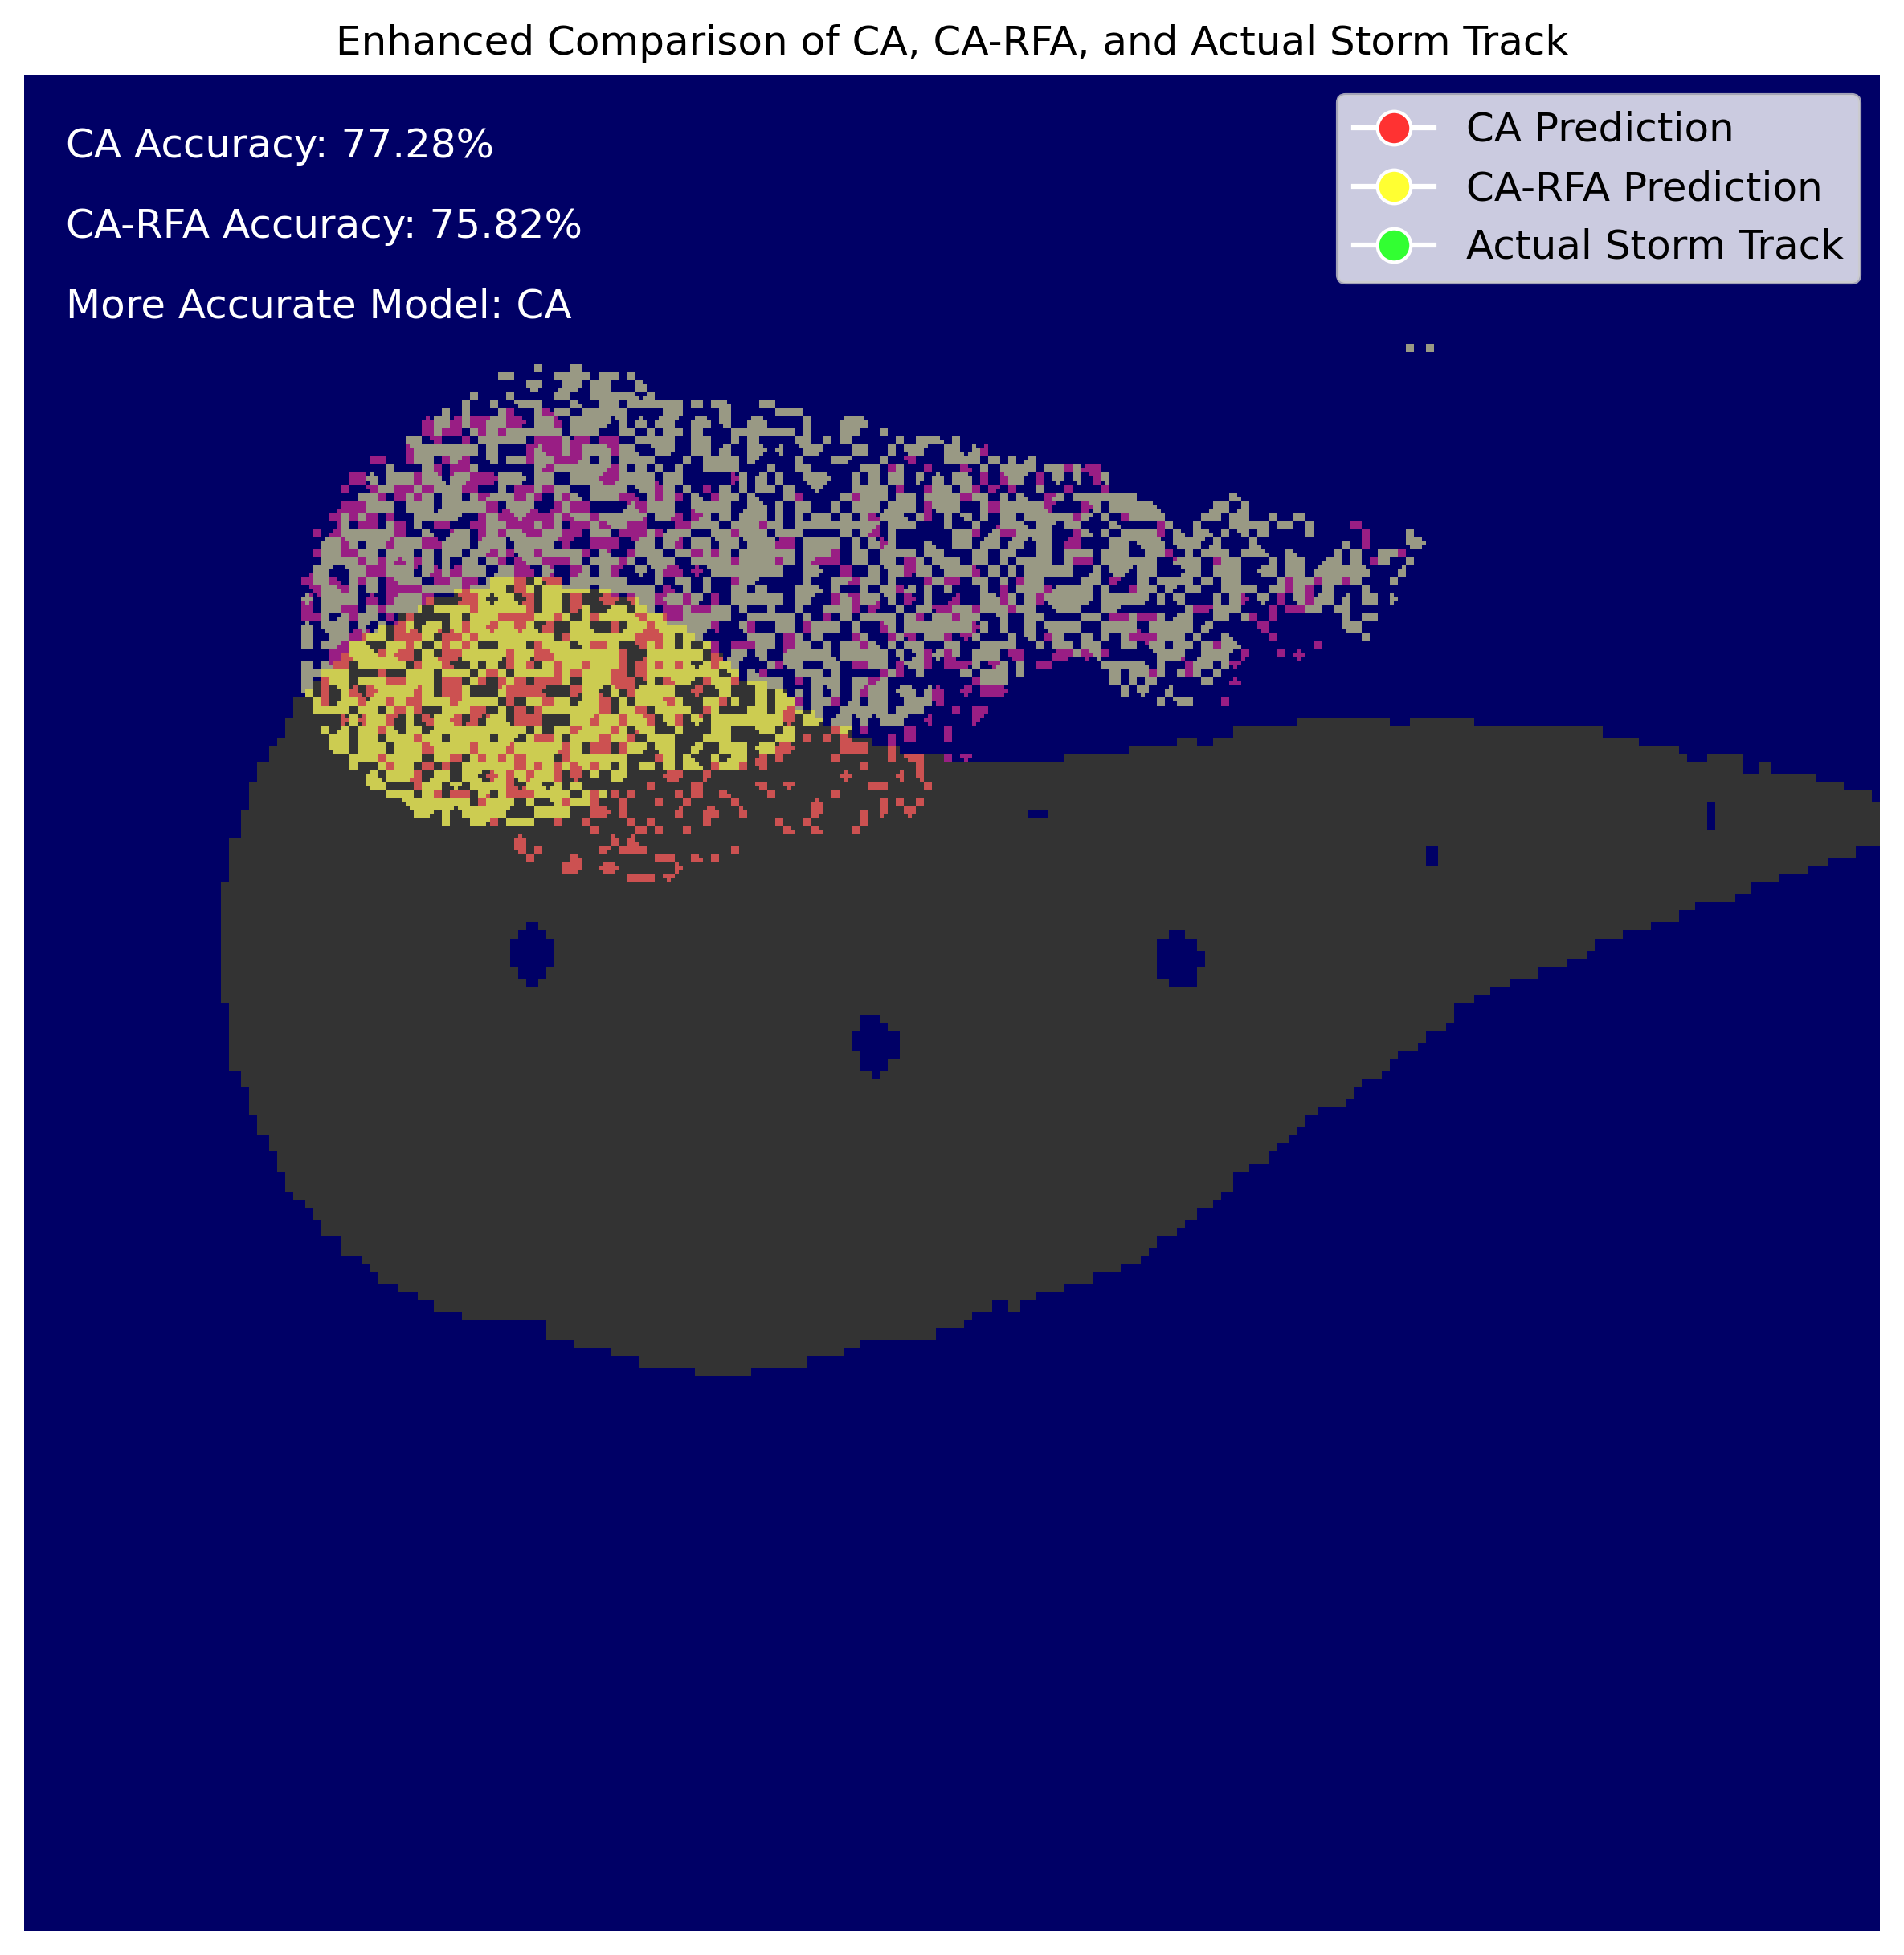 Enhanced Comparison of CA, CA-RFA, and Actual Storm Track
CA Accuracy: 77.28%
CA-RFA Accuracy: 75.82%
More Accurate Model: CA
CA Prediction
CA-RFA Prediction
Actual Storm Track